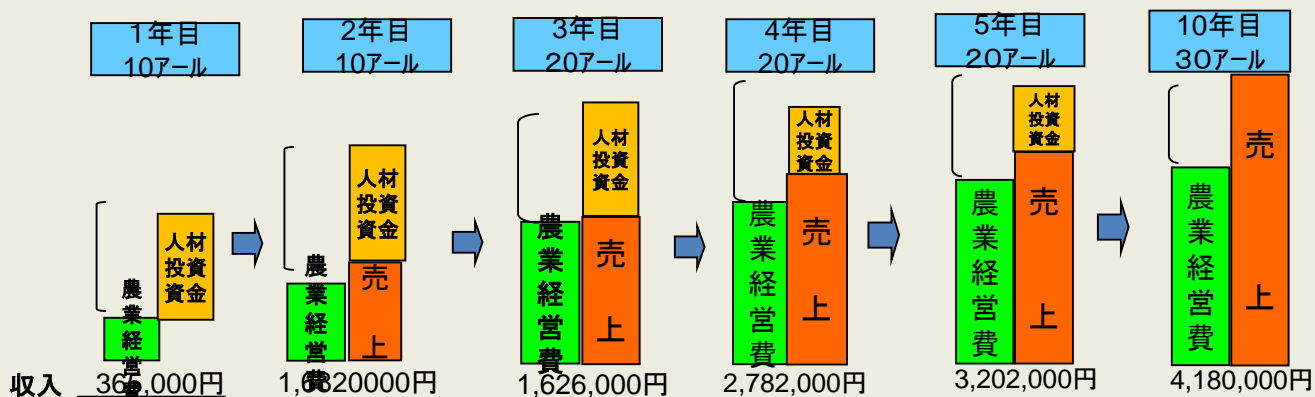 1年目
10アール
2年目
10アール
3年目
20アール
4年目
20アール
5年目
20アール
10年目
30アール
農業経営費
人材
投資
資金
農業経営費
人材
投資
資金
売上
農業経営費
人材
投資
資金
売上
農業経営費
人材
投資
資金
売上
農業経営費
人材
投資
資金
売上
農業経営費
売上
収入 1,626,000円 2,782,000円 3,202,000円 4,180,000円